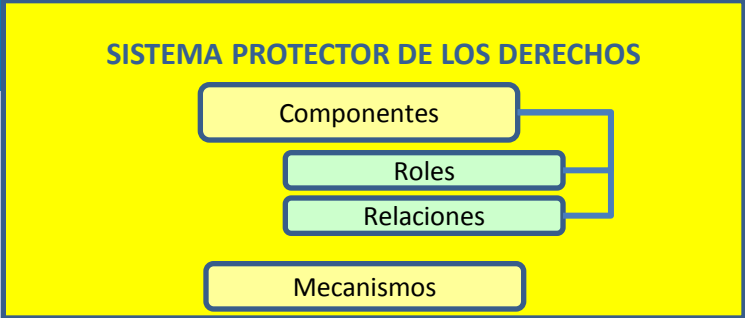 SISTEMA PROTECTOR DE LOS DERECHOS
Componentes
Roles
Relaciones
Mecanismos